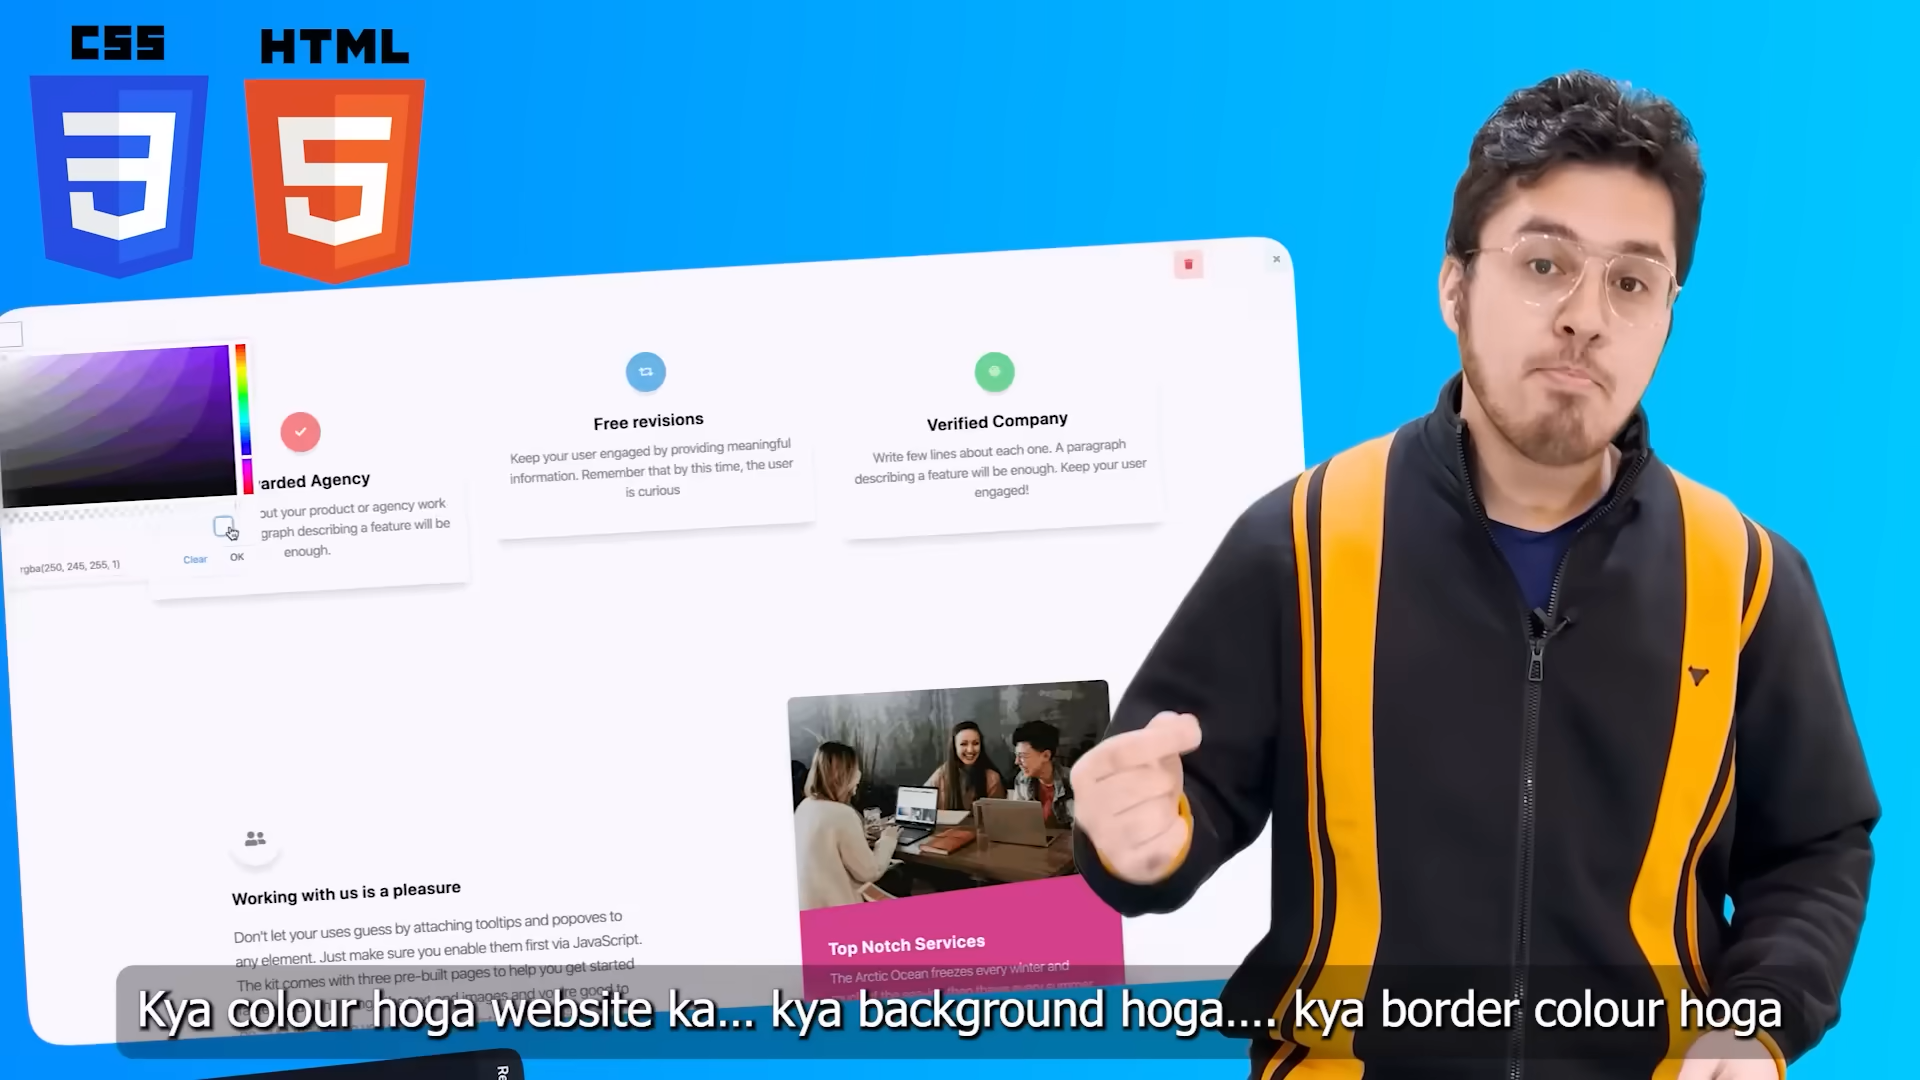 CSS
HTML
Free revisions
Keep your user engaged by providing meaningful
information. Remember that by this time, the user
is curious
Verified Company
Write few lines about each one. A paragraph
describing a feature will be enough. Keep your user
engaged!
Agency
out your product or agency work
graph describing a feature will be
enough.
rgba(250, 245, 255, 1)
Clear
OK
Working with us is a pleasure
Don't let your uses guess by attaching tooltips and popoves to
any element. Just make sure you enable them first via JavaScript.
The kit comes with three pre-built pages to help you get started
Top Notch Services
The Arctic Ocean freezes every winter and
Kya colour hoga website ka... kya background hoga.... kya border colour hoga